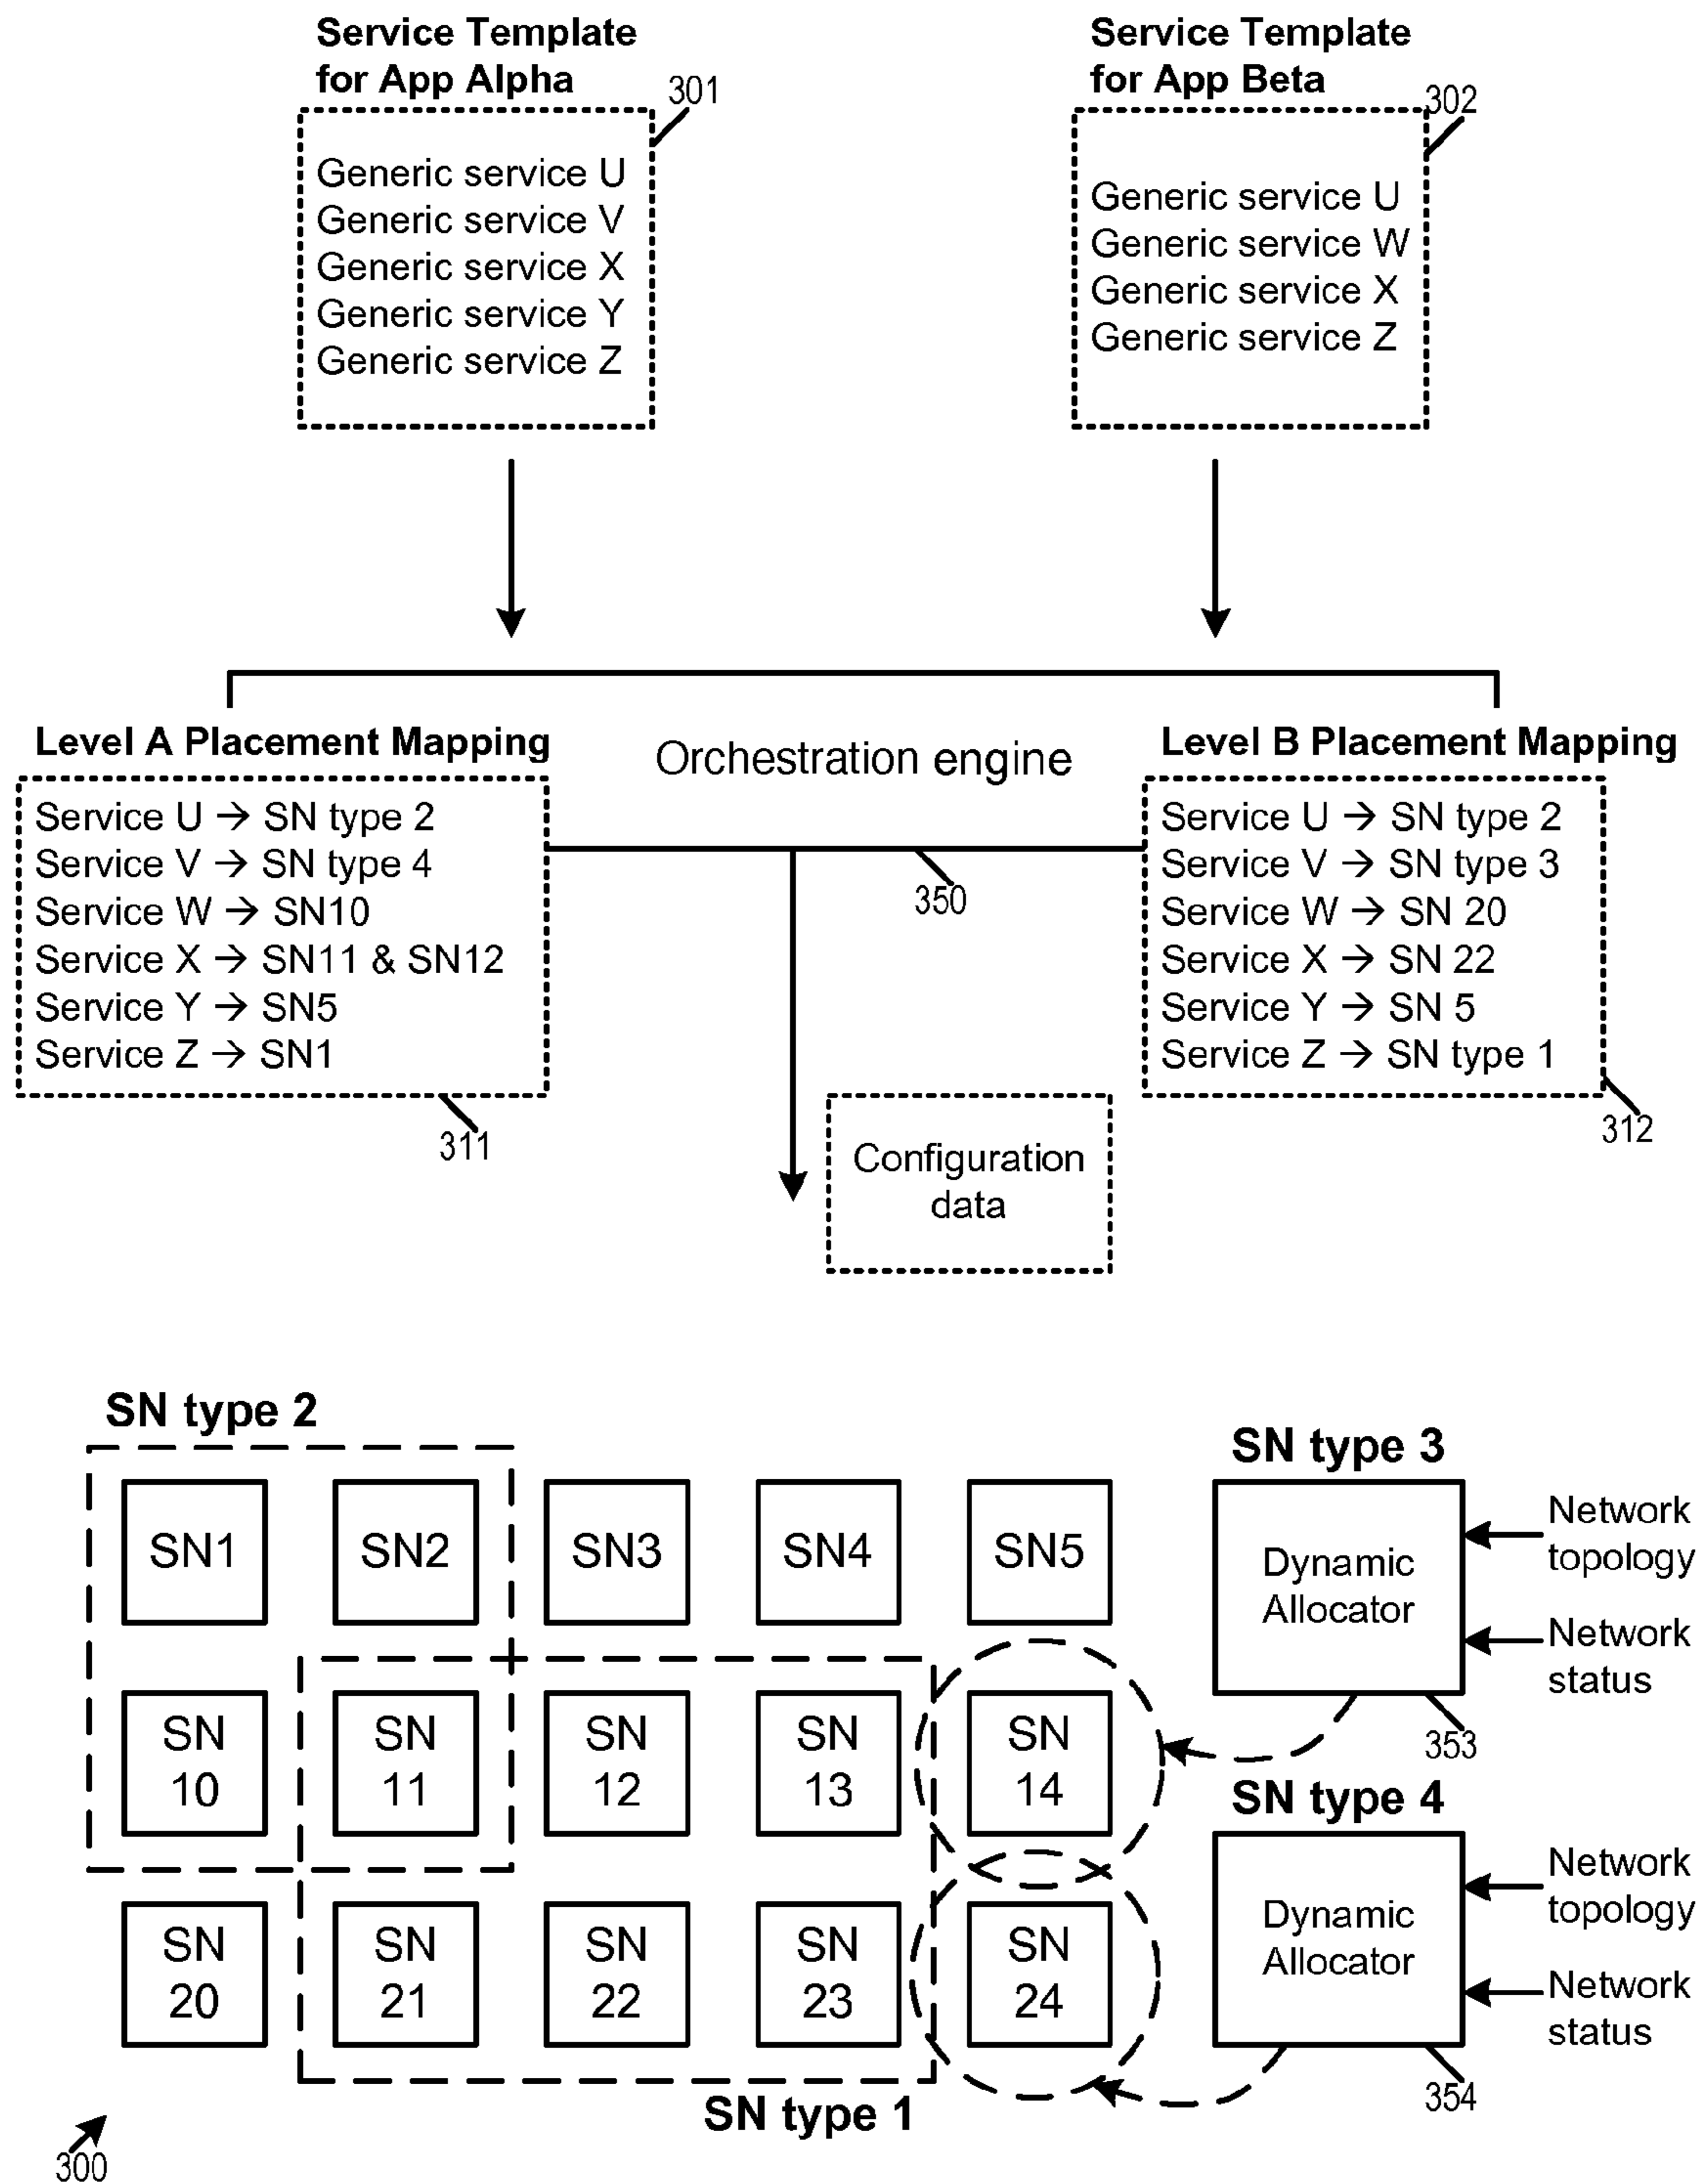 Service Template
for App Alpha
301
Generic service U
Generic service V
Generic service X
Generic service Y
Generic service Z
Service Template
for App Beta
302
Generic service U
Generic service W
Generic service X
Generic service Z
Level A Placement Mapping
Service U → SN type 2
Service V → SN type 4
Service W → SN10
Service X → SN11 & SN12
Service Y → SN5
Service Z → SN1
311
Orchestration engine
350
Level B Placement Mapping
Service U → SN type 2
Service V → SN type 3
Service W → SN 20
Service X → SN 22
Service Y → SN 5
Service Z → SN type 1
312
Configuration
data
SN type 2
SN1
SN2
SN3
SN4
SN5
SN
10
SN
11
SN
12
SN
13
SN
14
SN
20
SN
21
SN
22
SN
23
SN
24
SN type 1
SN type 3
Dynamic
Allocator
Network
topology
Network
status
353
SN type 4
Dynamic
Allocator
Network
topology
Network
status
354
300